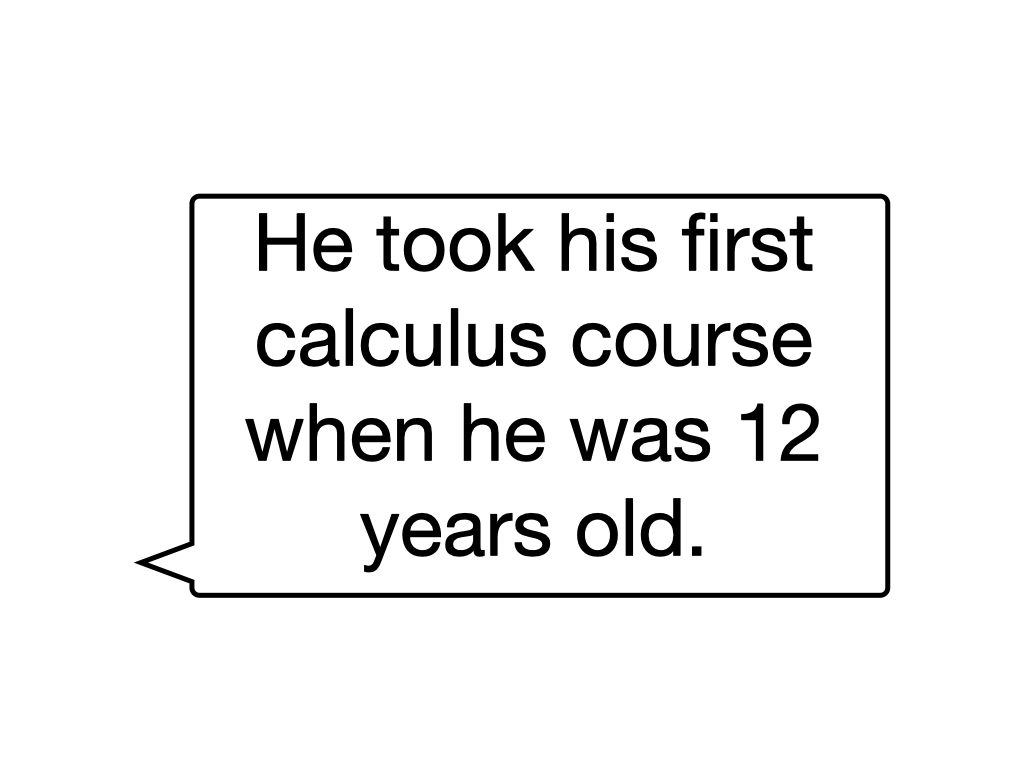 He took his first
calculus course
when he was 12
years old.